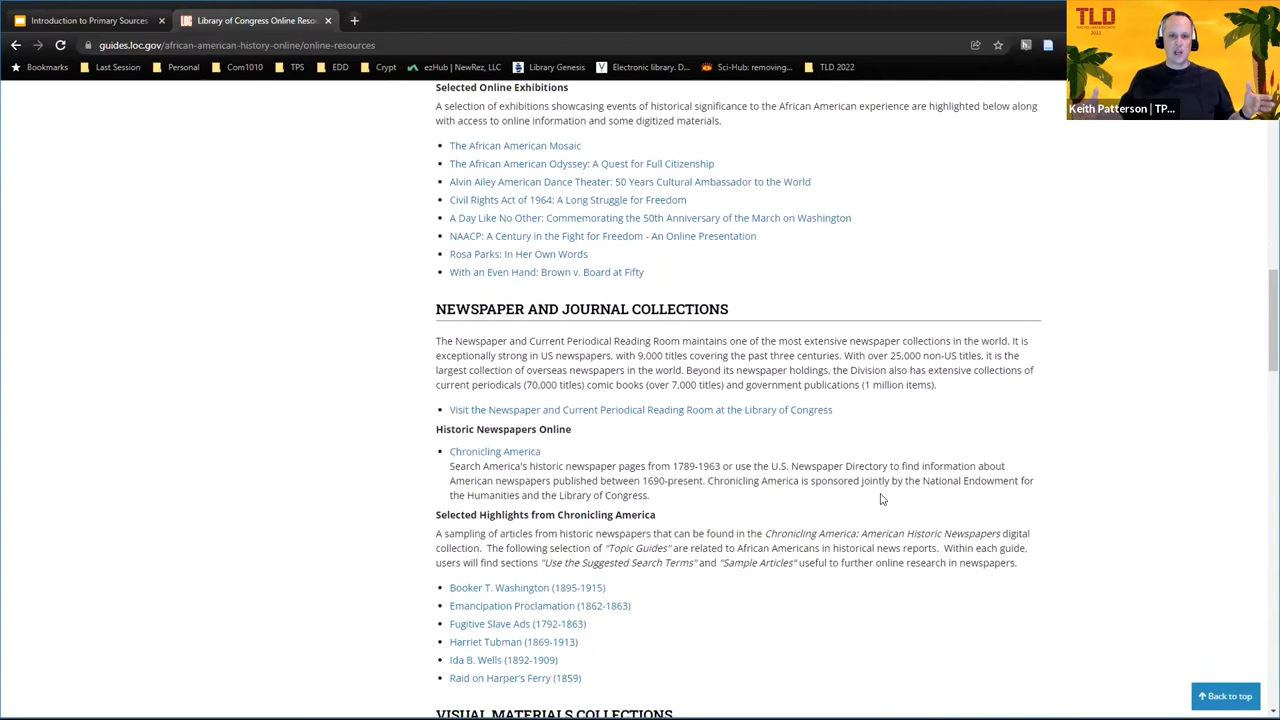 Introduction to Primary Sources
Library of Congress Online Reso
guides.loc.gov/african-american-history-online/online-resources
Bookmarks
Last Session
Personal
Com1010
TPS
EDD
Crypt
ezHub | NewRez, LLC
Library Genesis
Electronic library. D...
Sci-Hub: removing...
TLD 2022
TLD
2022
Keith Patterson | TP...
Selected Online Exhibitions
A selection of exhibitions showcasing events of historical significance to the African American experience are highlighted below along
with access to online information and some digitized materials.
The African American Mosaic
The African American Odyssey: A Quest for Full Citizenship
Alvin Ailey American Dance Theater: 50 Years Cultural Ambassador to the World
Civil Rights Act of 1964: A Long Struggle for Freedom
A Day Like No Other: Commemorating the 50th Anniversary of the March on Washington
NAACP: A Century in the Fight for Freedom - An Online Presentation
Rosa Parks: In Her Own Words
With an Even Hand: Brown v. Board at Fifty
NEWSPAPER AND JOURNAL COLLECTIONS
The Newspaper and Current Periodical Reading Room maintains one of the most extensive newspaper collections in the world. It is
exceptionally strong in US newspapers, with 9,000 titles covering the past three centuries. With over 25,000 non-US titles, it is the
largest collection of overseas newspapers in the world. Beyond its newspaper holdings, the Division also has extensive collections of
current periodicals (70,000 titles) comic books (over 7,000 titles) and government publications (1 million items).
Visit the Newspaper and Current Periodical Reading Room at the Library of Congress
Historic Newspapers Online
Chronicling America
Search America's historic newspaper pages from 1789-1963 or use the U.S. Newspaper Directory to find information about
American newspapers published between 1690-present. Chronicling America is sponsored jointly by the National Endowment for
the Humanities and the Library of Congress.
Selected Highlights from Chronicling America
A sampling of articles from historic newspapers that can be found in the Chronicling America: American Historic Newspapers digital
collection. The following selection of "Topic Guides" are related to African Americans in historical news reports. Within each guide,
users will find sections "Use the Suggested Search Terms" and "Sample Articles" useful to further online research in newspapers.
Booker T. Washington (1895-1915)
Emancipation Proclamation (1862-1863)
Fugitive Slave Ads (1792-1863)
Harriet Tubman (1869-1913)
Ida B. Wells (1892-1909)
Raid on Harper's Ferry (1859)
VISUAL MATERIALS COLLECTIONS
Back to top